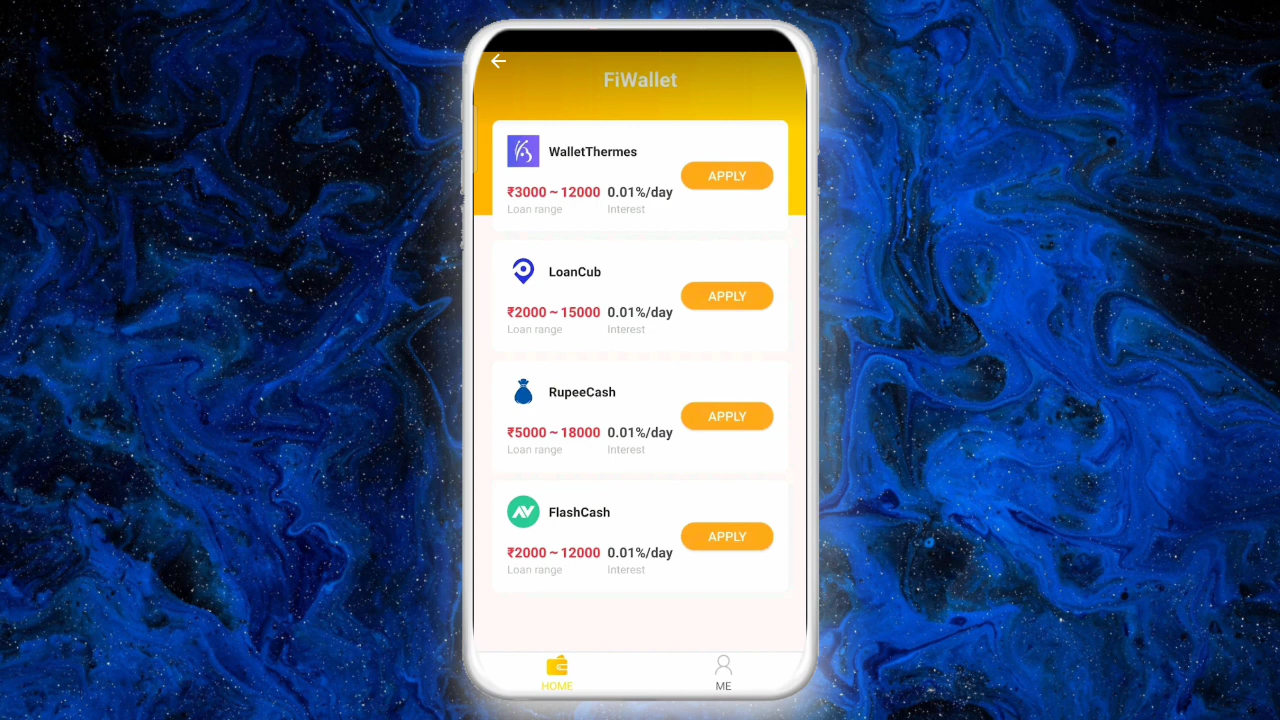 FiWallet
WalletThermes
APPLY
₹3000 ~ 12000 0.01%/day
Loan range Interest
LoanCub
APPLY
₹2000 ~ 15000 0.01%/day
Loan range Interest
RupeeCash
APPLY
₹5000 ~ 18000 0.01%/day
Loan range Interest
FlashCash
APPLY
₹2000 ~ 12000 0.01%/day
Loan range Interest
HOME ME